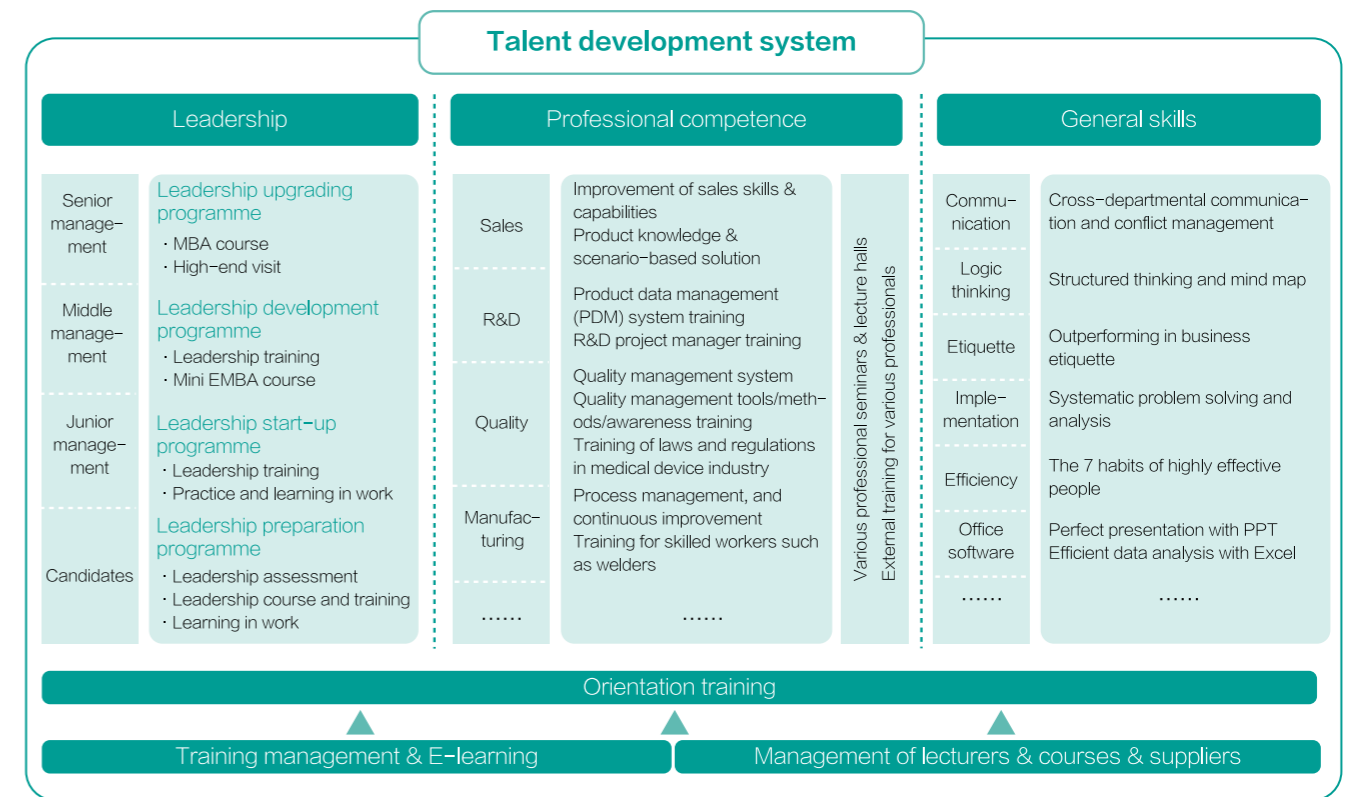 Talent development system
Leadership
Senior
manage-
ment
Leadership upgrading
programme
· MBA course
· High-end visit
Middle
manage-
ment
Leadership development
programme
· Leadership training
· Mini EMBA course
Junior
manage-
ment
Leadership start-up
programme
· Leadership training
· Practice and learning in work
Candidates
Leadership preparation
programme
· Leadership assessment
· Leadership course and training
· Learning in work
Professional competence
Sales
Improvement of sales skills &
capabilities
Product knowledge &
scenario-based solution
R&D
Product data management
(PDM) system training
R&D project manager training
Quality
Quality management system
Quality management tools/meth-
ods/awareness training
Training of laws and regulations
in medical device industry
Manufac-
turing
Process management, and
continuous improvement
Training for skilled workers such
as welders
......
......
Various professional seminars & lecture halls
External training for various professionals
General skills
Commu-
nication
Cross-departmental communica-
tion and conflict management
Logic
thinking
Structured thinking and mind map
Etiquette
Outperforming in business
etiquette
Imple-
mentation
Systematic problem solving and
analysis
Efficiency
The 7 habits of highly effective
people
Office
software
Perfect presentation with PPT
Efficient data analysis with Excel
......
......
Orientation training
Training management & E-learning
Management of lecturers & courses & suppliers